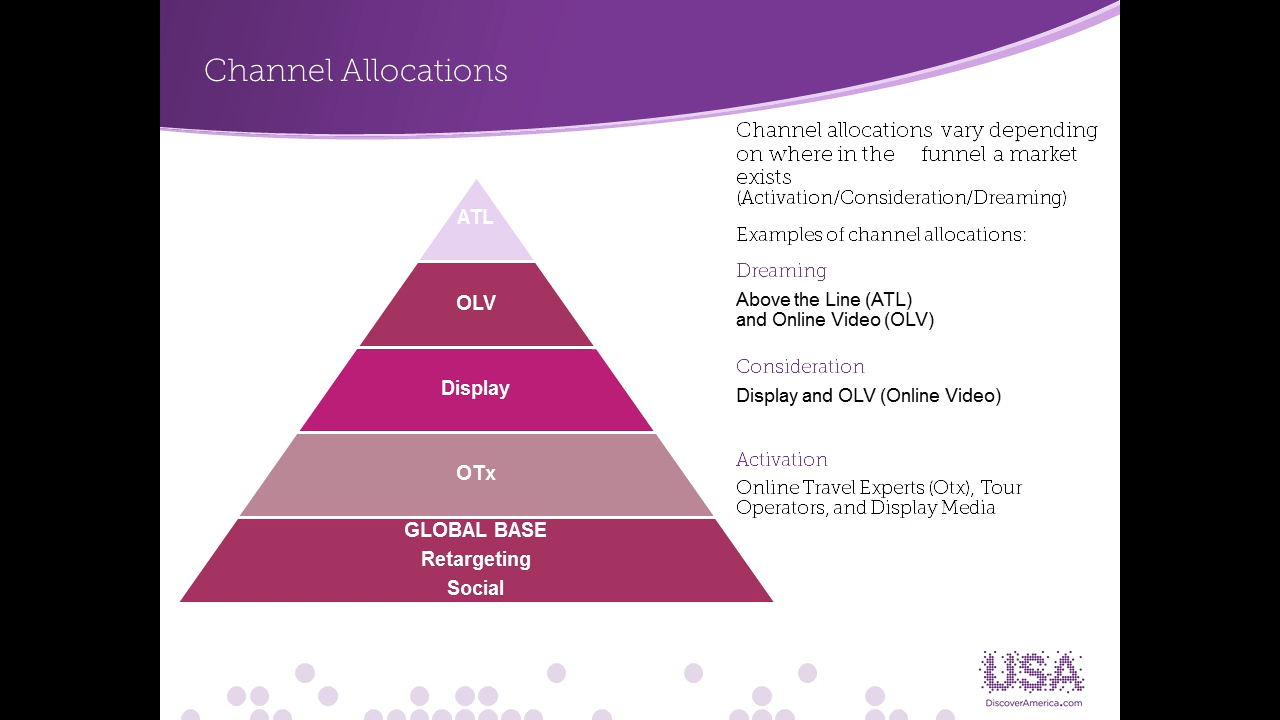 Channel Allocations
ATL
OLV
Display
OTx
GLOBAL BASE
Retargeting
Social
Channel allocations vary depending
on where in the funnel a market
exists
(Activation/Consideration/Dreaming)
Examples of channel allocations:
Dreaming
Above the Line (ATL)
and Online Video (OLV)
Consideration
Display and OLV (Online Video)
Activation
Online Travel Experts (Otx), Tour
Operators, and Display Media
USA
DiscoverAmerica.com